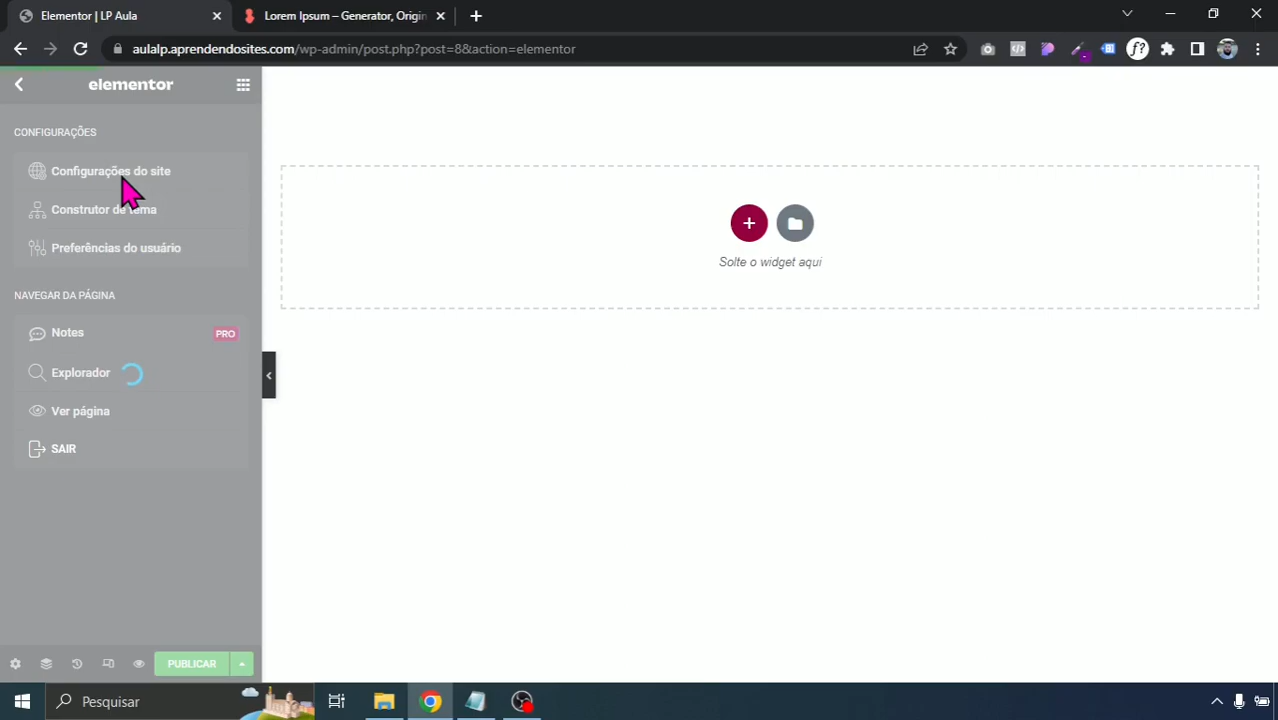 Elementor | LP Aula
Lorem Ipsum – Generator, Origin
aulalp.aprendendosites.com/wp-admin/post.php?post=8&action=elementor
elementor
CONFIGURAÇÕES
Configurações do site
Construtor de tema
Preferências do usuário
NAVEGAR DA PÁGINA
Notes PRO
Explorador
Ver página
SAIR
PUBLICAR
Solte o widget aqui
Pesquisar